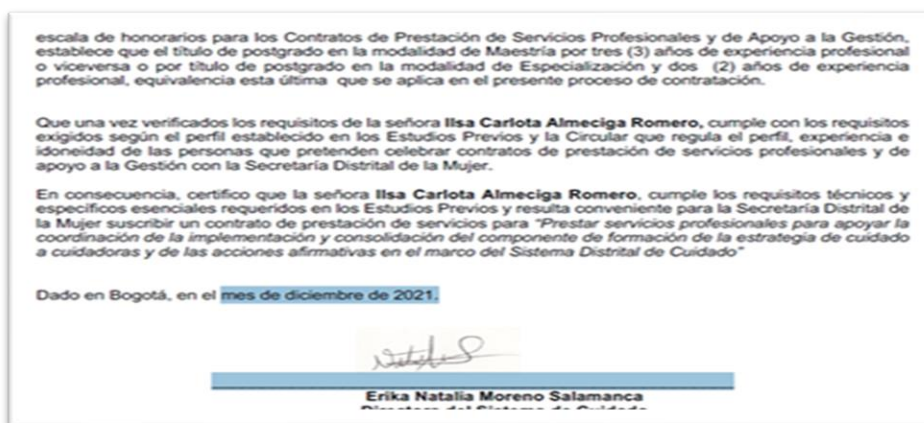 escala de honorarios para los Contratos de Prestación de Servicios Profesionales y de Apoyo a la Gestión,
establece que el título de postgrado en la modalidad de Maestría por tres (3) años de experiencia profesional
o viceversa o por título de postgrado en la modalidad de Especialización y dos (2) años de experiencia
profesional, equivalencia esta última que se aplica en el presente proceso de contratación.
Que una vez verificados los requisitos de la señora Ilsa Carlota Almeciga Romero, cumple con los requisitos
exigidos según el perfil establecido en los Estudios Previos y la Circular que regula el perfil, experiencia e
idoneidad de las personas que pretenden celebrar contratos de prestación de servicios profesionales y de
apoyo a la Gestión con la Secretaría Distrital de la Mujer.
En consecuencia, certifico que la señora Ilsa Carlota Almeciga Romero, cumple los requisitos técnicos y
específicos esenciales requeridos en los Estudios Previos y resulta conveniente para la Secretaría Distrital de
la Mujer suscribir un contrato de prestación de servicios para "Prestar servicios profesionales para apoyar la
coordinación de la implementación y consolidación del componente de formación de la estrategia de cuidado
a cuidadoras y de las acciones afirmativas en el marco del Sistema Distrital de Cuidado"
Dado en Bogotá, en el mes de diciembre de 2021.
Erika Natalia Moreno Salamanca
Directora del Sistema de Cuidado